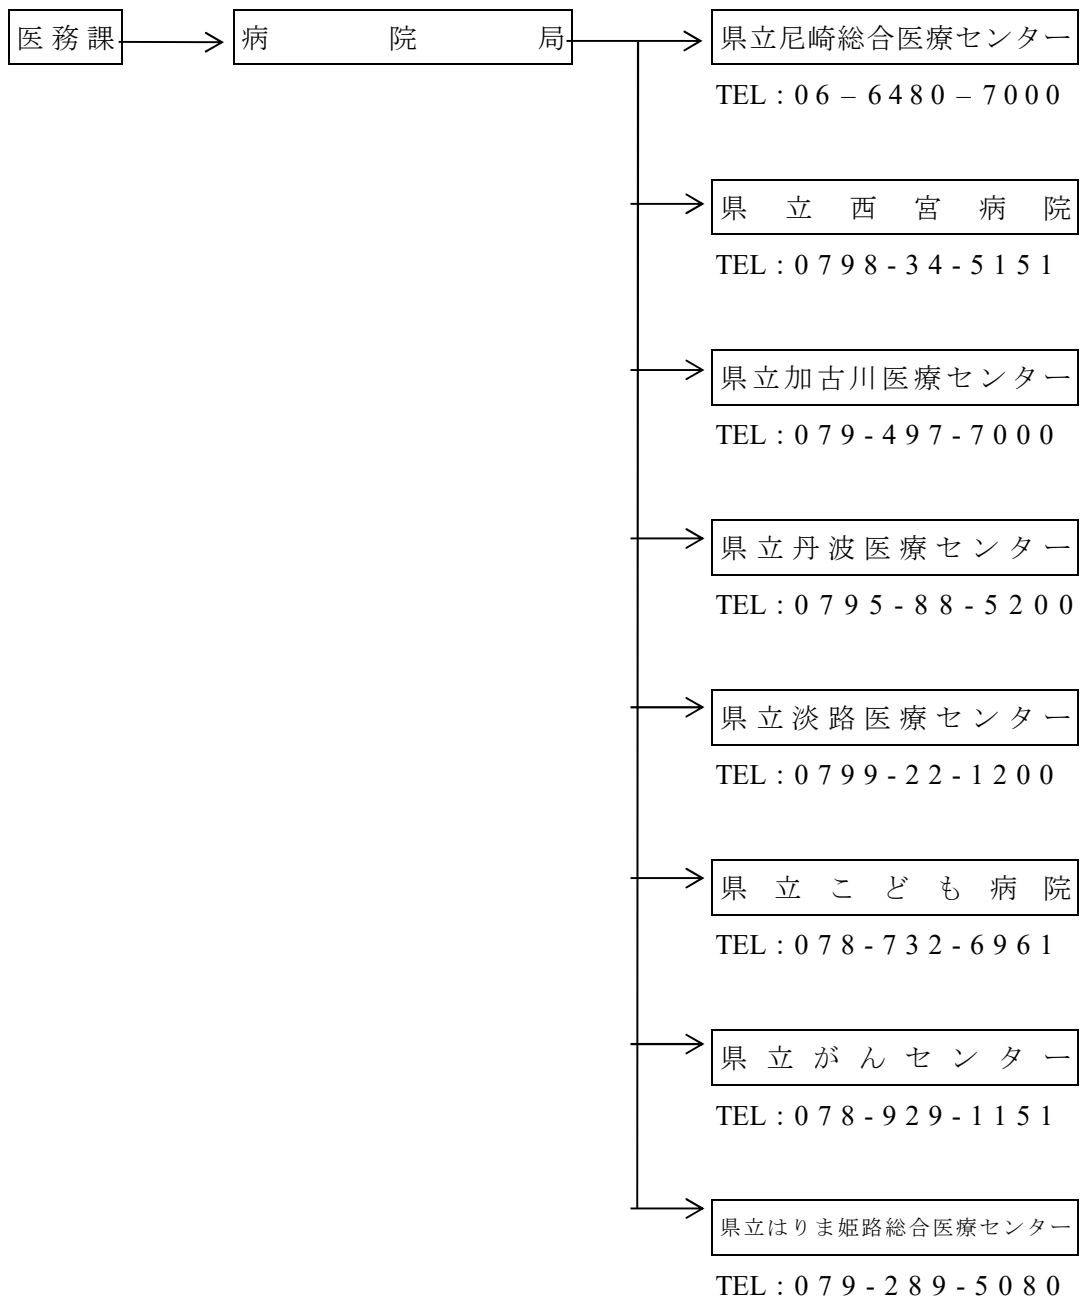 医務課 病院局 県立尼崎総合医療センター
TEL：06－6480－7000
県立西宮病院
TEL：0798-34-5151
県立加古川医療センター
TEL：079-497-7000
県立丹波医療センター
TEL：0795-88-5200
県立淡路医療センター
TEL：0799-22-1200
県立こども病院
TEL：078-732-6961
県立がんセンター
TEL：078-929-1151
県立はりま姫路総合医療センター
TEL：079-289-5080